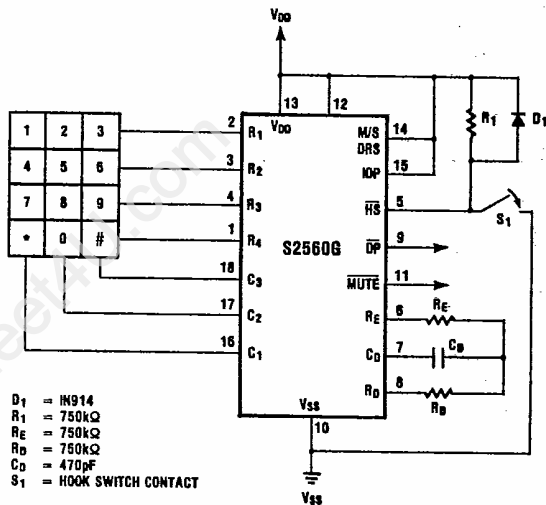 VDD
13
12
VDD
1 2 3
4 5 6
7 8 9
* 0 #
2 R1
3 R2
4 R3
1 R4
18 C3
17 C2
16 C1
S2560G
M/S 14
DRS
IDP 15
HS 5
DP 9
MUTE 11
RE 6
CD 7
RD 8
VSS
10
VSS
R1
D1
S1
RE
CD
RD
D1 = IN914
R1 = 750kΩ
RE = 750kΩ
RD = 750kΩ
CD = 470pF
S1 = HOOK SWITCH CONTACT